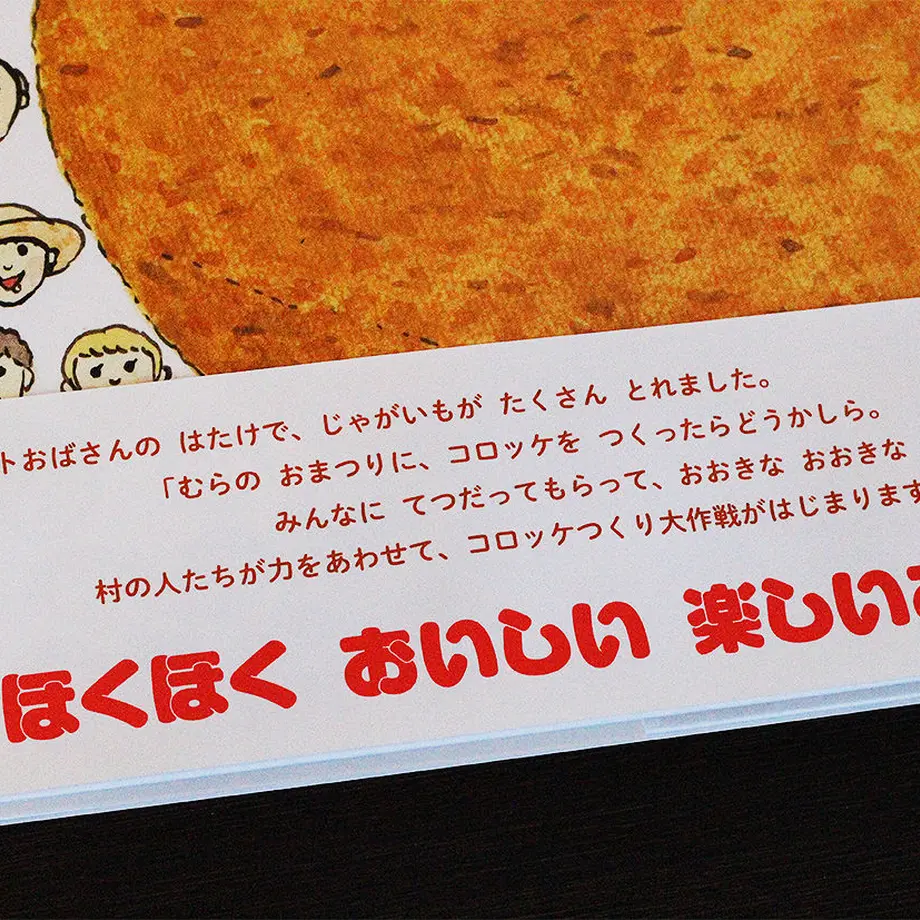 トおばさんの はたけで、じゃがいもが たくさん とれました。
「むらの おまつりに、コロッケを つくったらどうかしら。
みんなに てつだってもらって、おおきな おおきな
村の人たちが力をあわせて、コロッケつくり大作戦がはじまります
ほくほく おいしい 楽しい